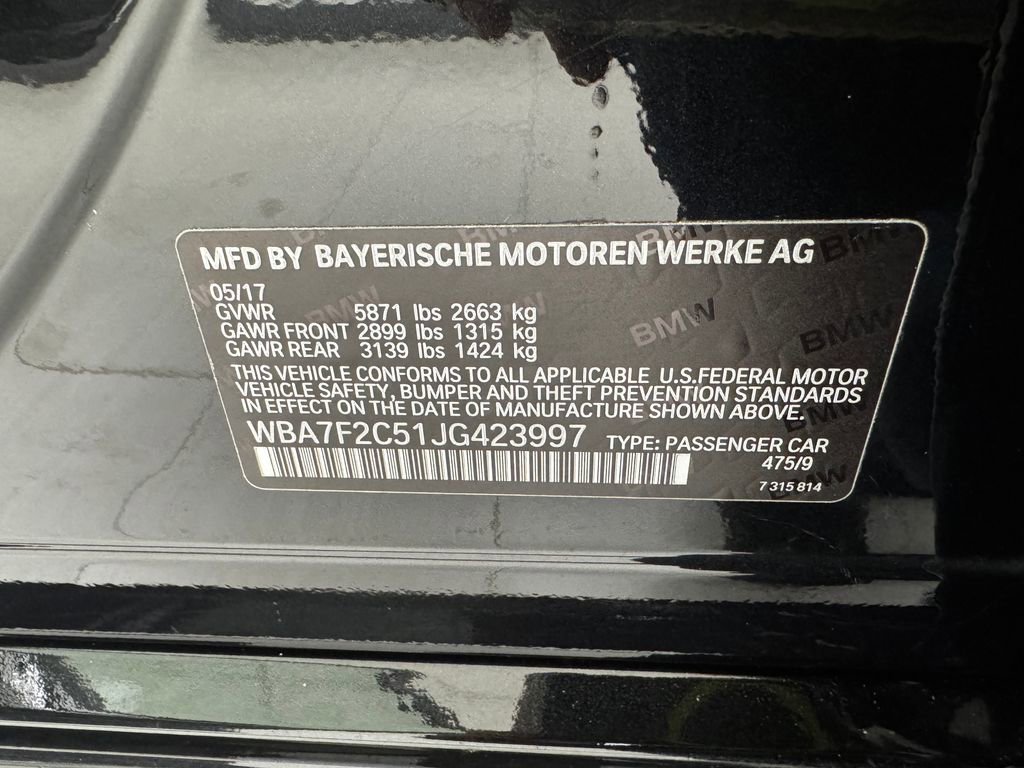 MFD BY BAYERISCHE MOTOREN WERKE AG
05/17
GVWR 5871 lbs 2663 kg
GAWR FRONT 2899 lbs 1315 kg
GAWR REAR 3139 lbs 1424 kg
THIS VEHICLE CONFORMS TO ALL APPLICABLE U.S.FEDERAL MOTOR
VEHICLE SAFETY, BUMPER AND THEFT PREVENTION STANDARDS
IN EFFECT ON THE DATE OF MANUFACTURE SHOWN ABOVE.
WBA7F2C51JG423997 TYPE: PASSENGER CAR
475/9
7 315 814